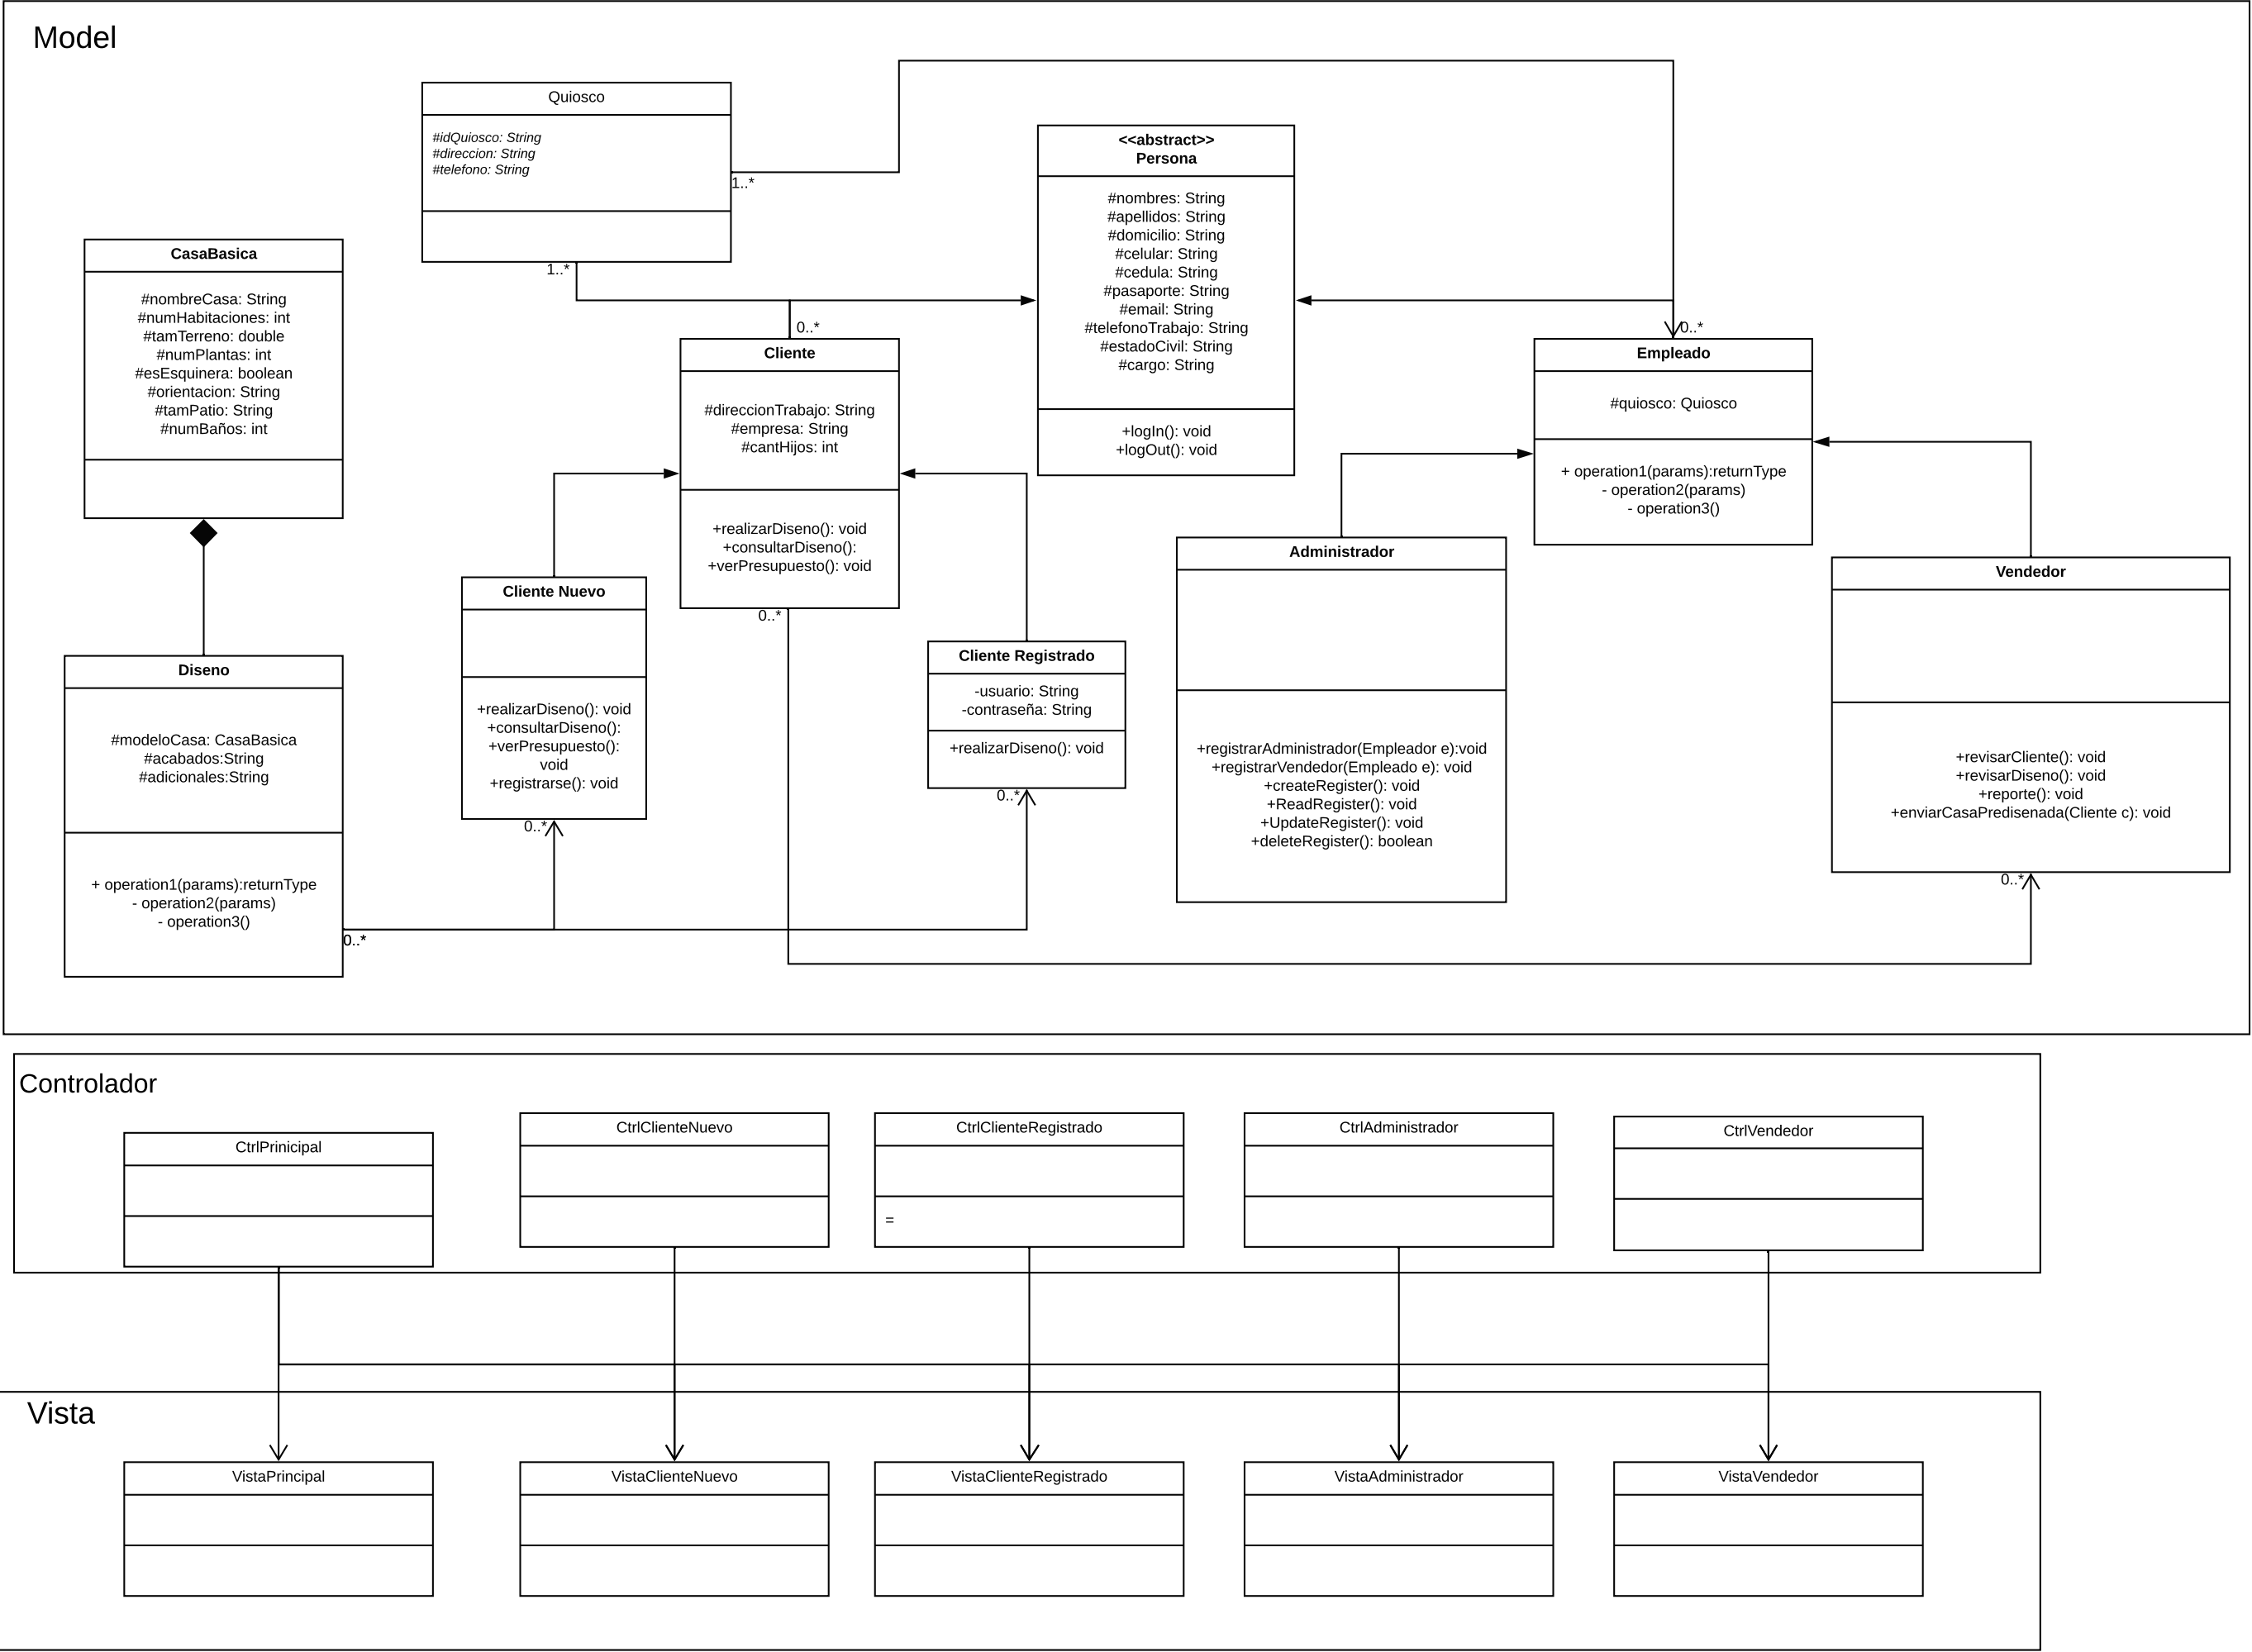 Model
Quiosco
#idQuiosco: String
#direccion: String
#telefono: String
1..*
1..*
<<abstract>>
Persona
#nombres: String
#apellidos: String
#domicilio: String
#celular: String
#cedula: String
#pasaporte: String
#email: String
#telefonoTrabajo: String
#estadoCivil: String
#cargo: String
+logIn(): void
+logOut(): void
CasaBasica
#nombreCasa: String
#numHabitaciones: int
#tamTerreno: double
#numPlantas: int
#esEsquinera: boolean
#orientacion: String
#tamPatio: String
#numBaños: int
0..*
Cliente
#direccionTrabajo: String
#empresa: String
#cantHijos: int
+realizarDiseno(): void
+consultarDiseno():
+verPresupuesto(): void
0..*
0..*
Empleado
#quiosco: Quiosco
+ operation1(params):returnType
- operation2(params)
- operation3()
Administrador
+registrarAdministrador(Empleador e):void
+registrarVendedor(Empleado e): void
+createRegister(): void
+ReadRegister(): void
+UpdateRegister(): void
+deleteRegister(): boolean
Vendedor
+revisarCliente(): void
+revisarDiseno(): void
+reporte(): void
+enviarCasaPredisenada(Cliente c): void
0..*
Cliente Nuevo
+realizarDiseno(): void
+consultarDiseno():
+verPresupuesto():
void
+registrarse(): void
0..*
Cliente Registrado
-usuario: String
-contraseña: String
+realizarDiseno(): void
0..*
Diseno
#modeloCasa: CasaBasica
#acabados:String
#adicionales:String
+ operation1(params):returnType
- operation2(params)
- operation3()
0..*
Controlador
CtrlPrinicipal
CtrlClienteNuevo
CtrlClienteRegistrado
=
CtrlAdministrador
CtrlVendedor
Vista
VistaPrincipal
VistaClienteNuevo
VistaClienteRegistrado
VistaAdministrador
VistaVendedor